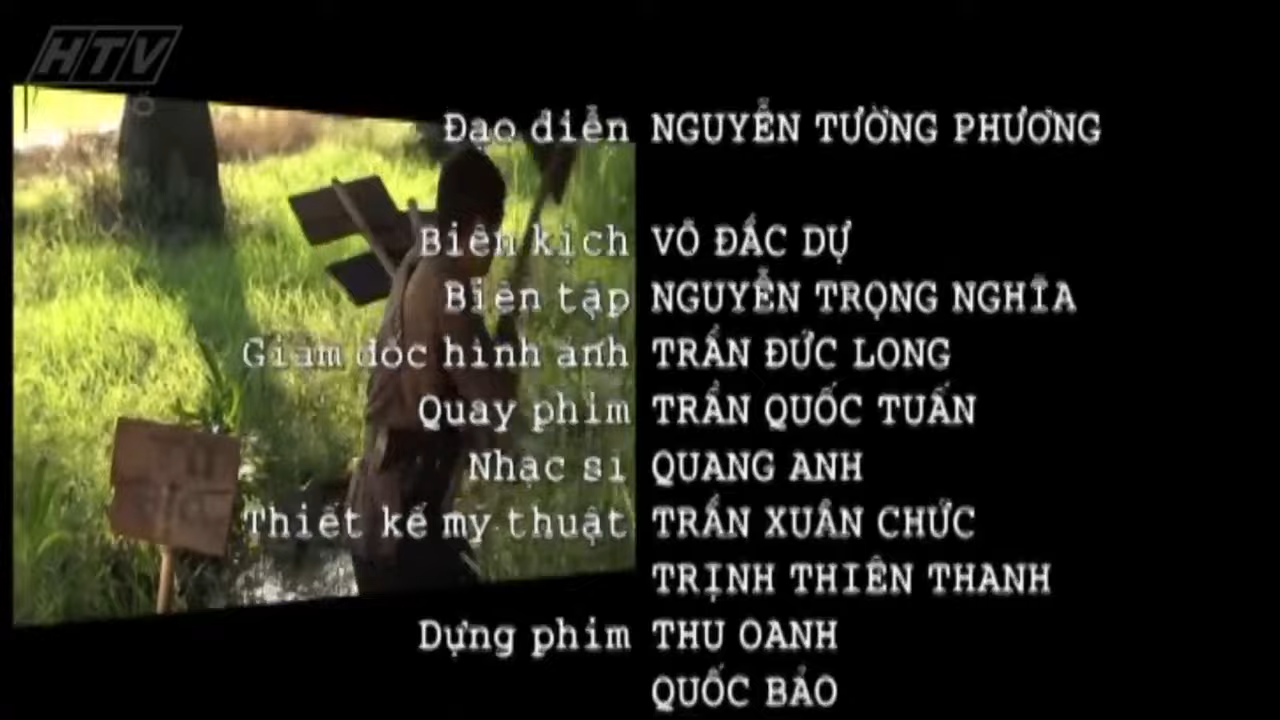 HTV
Đạo diễn NGUYỄN TƯỜNG PHƯƠNG
Biên kịch VÕ ĐẮC DỰ
Biên tập NGUYỄN TRỌNG NGHĨA
Giám đốc hình ảnh TRẦN ĐỨC LONG
Quay phim TRẦN QUỐC TUẤN
Nhạc sĩ QUANG ANH
Thiết kế mỹ thuật TRẦN XUÂN CHỨC
TRỊNH THIÊN THANH
Dựng phim THU OANH
QUỐC BẢO